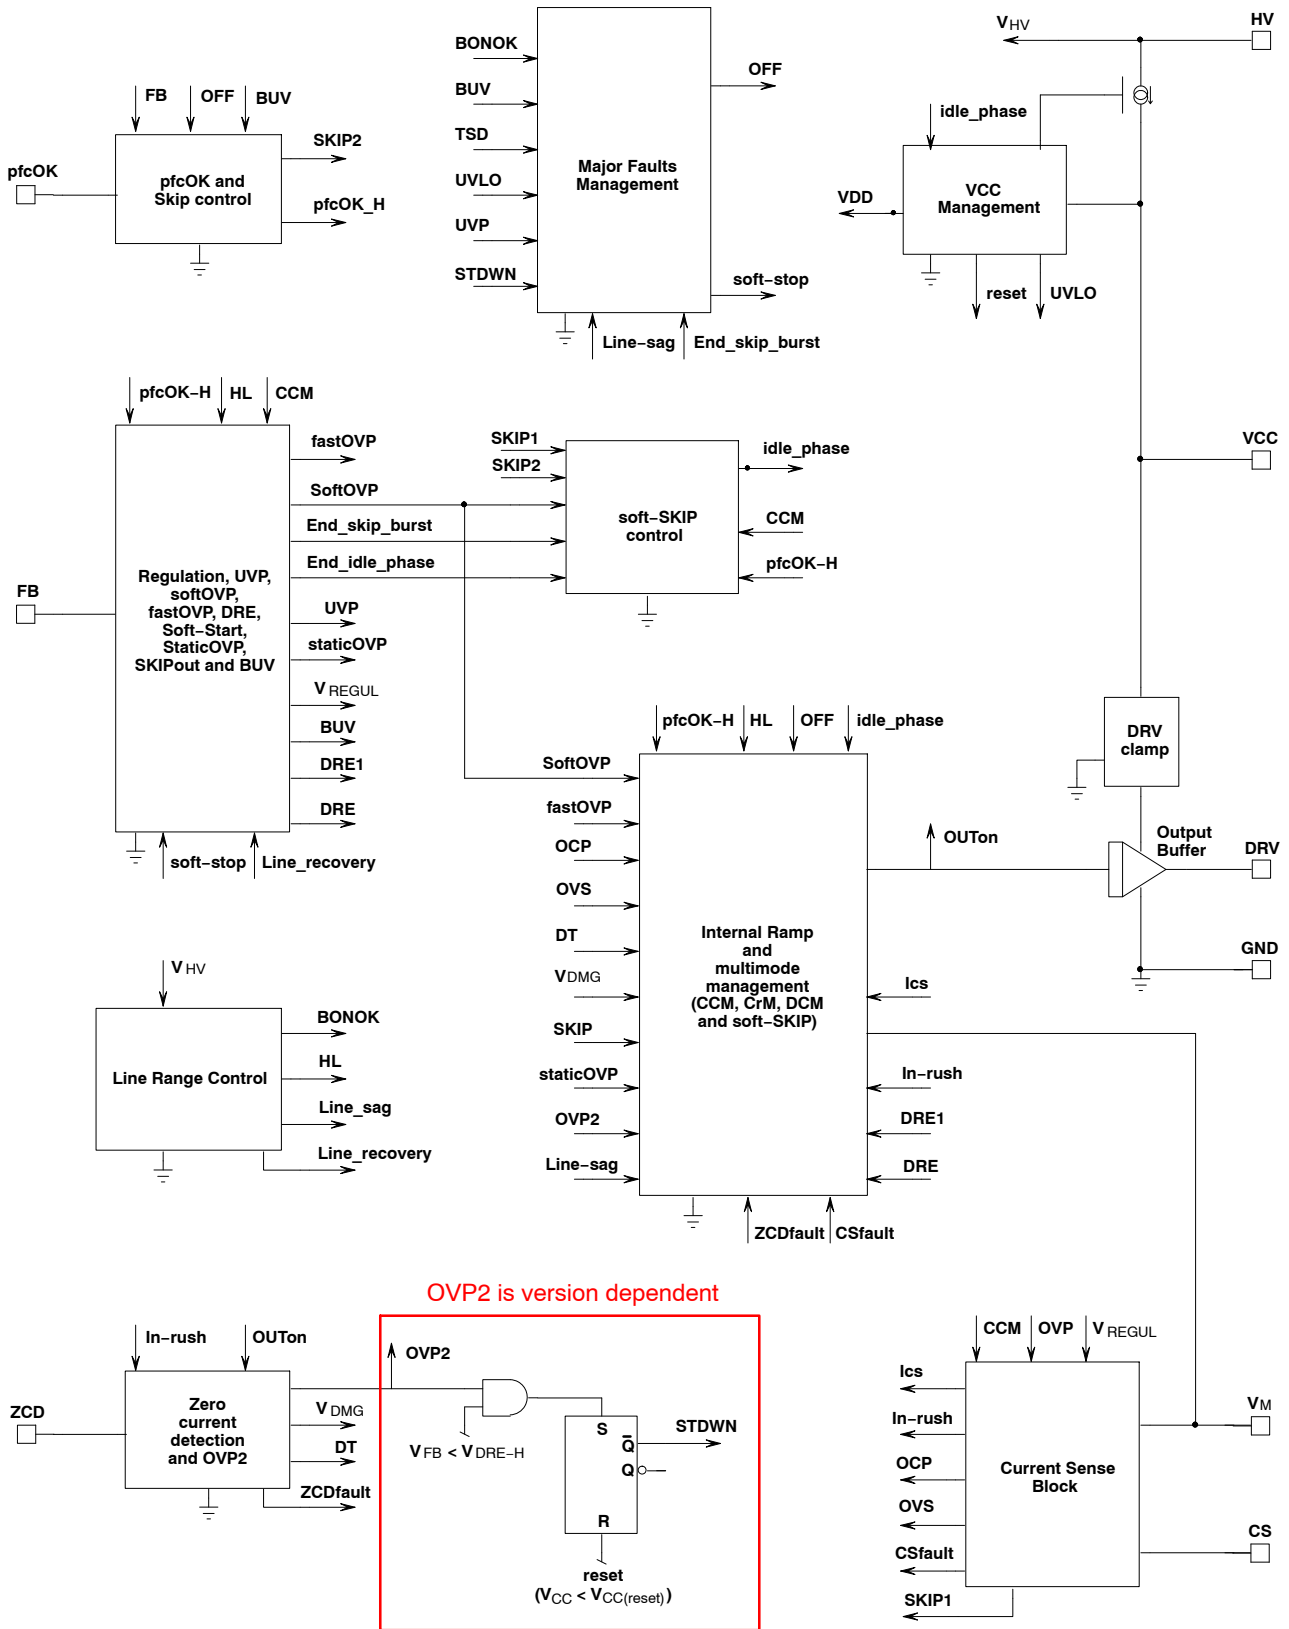 FB
OFF
BUV
pfcOK
pfcOK and
Skip control
SKIP2
pfcOK_H
BONOK
BUV
TSD
UVLO
UVP
STDWN
Major Faults
Management
OFF
soft-stop
Line-sag
End_skip_burst
VHV
HV
idle_phase
VCC
Management
VDD
reset
UVLO
VCC
pfcOK-H
HL
CCM
FB
Regulation, UVP,
softOVP,
fastOVP, DRE,
Soft-Start,
StaticOVP,
SKIPout and BUV
fastOVP
SoftOVP
End_skip_burst
End_idle_phase
UVP
staticOVP
VREGUL
BUV
DRE1
DRE
soft-stop
Line_recovery
SKIP1
SKIP2
soft-SKIP
control
idle_phase
CCM
pfcOK-H
DRV
clamp
Output
Buffer
DRV
GND
pfcOK-H
HL
OFF
idle_phase
SoftOVP
fastOVP
OCP
OVS
DT
VDMG
SKIP
staticOVP
OVP2
Line-sag
Internal Ramp
and
multimode
management
(CCM, CrM, DCM
and soft-SKIP)
OUTon
Ics
In-rush
DRE1
DRE
ZCDfault
CSfault
VHV
Line Range Control
BONOK
HL
Line_sag
Line_recovery
OVP2 is version dependent
In-rush
OUTon
ZCD
Zero
current
detection
and OVP2
VDMG
DT
ZCDfault
OVP2
VFB < VDRE-H
S
Q
Q
R
STDWN
reset
(VCC < VCC(reset))
CCM
OVP
VREGUL
Ics
In-rush
OCP
OVS
CSfault
SKIP1
Current Sense
Block
VM
CS